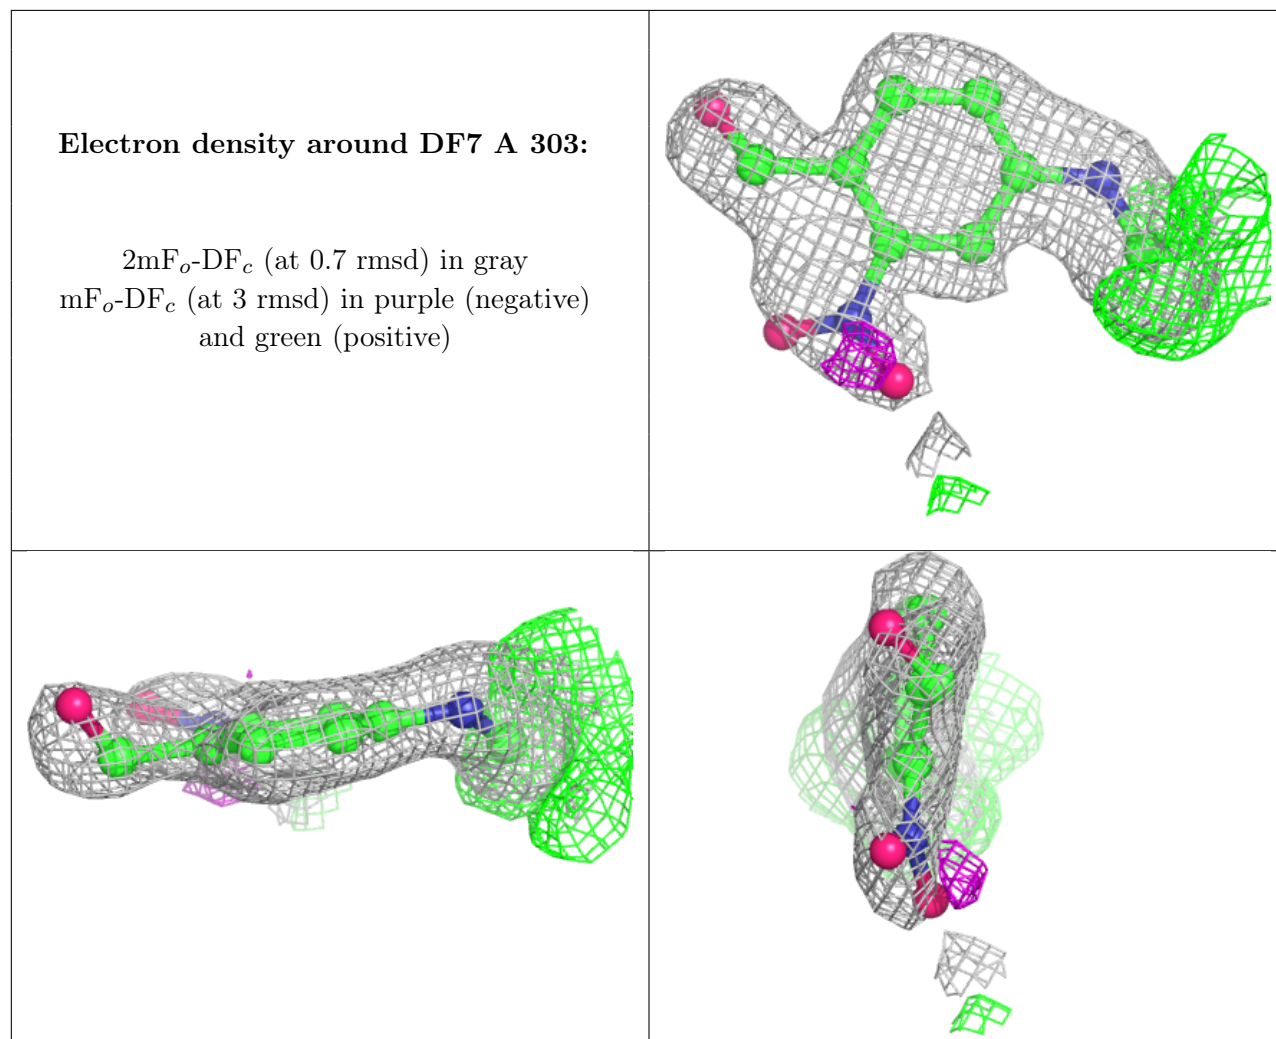 Electron density around DF7 A 303:
2mFo-DFc (at 0.7 rmsd) in gray
mFo-DFc (at 3 rmsd) in purple (negative)
and green (positive)